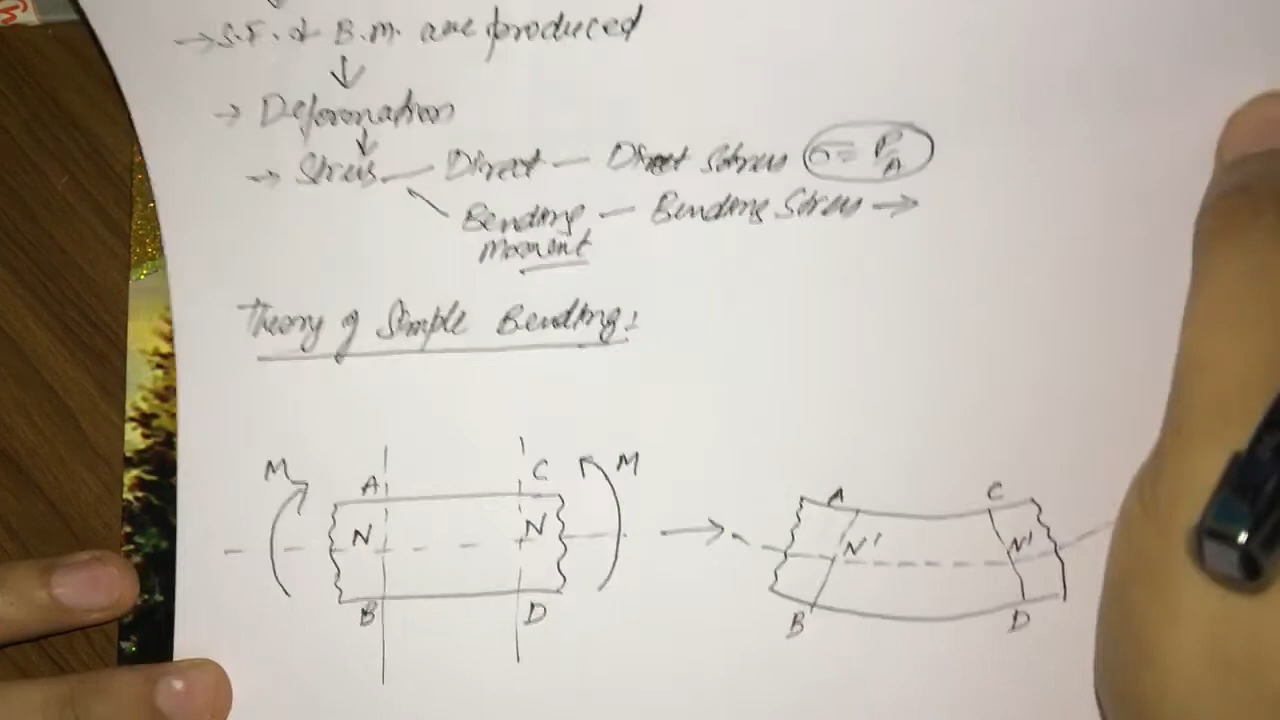 → S.F. & B.M. are produced
↓
→ Deformation
↓
→ Stress — Direct — Direct Stress σ = P/A
Bending Moment — Bending Stress →
Theory of Simple Bending:
M A C M
N N
B D
→
A C
N' N'
B D